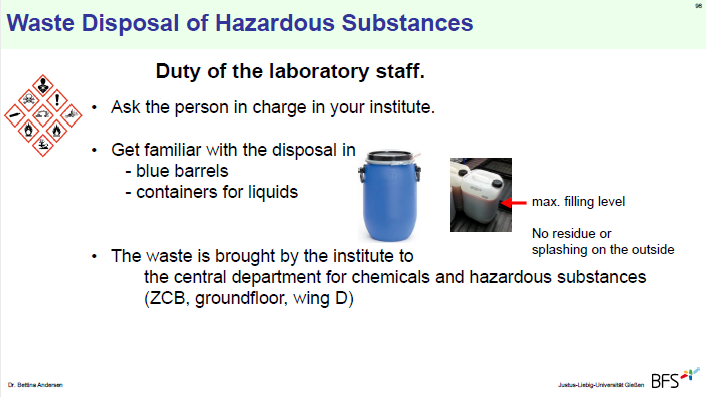 98
Waste Disposal of Hazardous Substances
Duty of the laboratory staff.
• Ask the person in charge in your institute.
• Get familiar with the disposal in
- blue barrels
- containers for liquids
max. filling level
No residue or
splashing on the outside
• The waste is brought by the institute to
the central department for chemicals and hazardous substances
(ZCB, groundfloor, wing D)
Dr. Bettina Andersen
Justus-Liebig-Universität Gießen
BFS